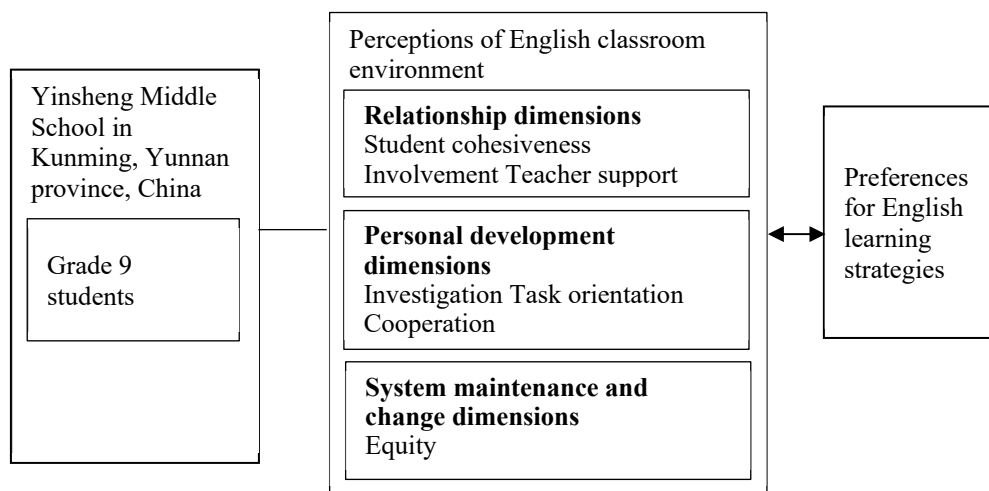 Yinsheng Middle
School in
Kunming, Yunnan
province, China
Grade 9
students
Perceptions of English classroom
environment
Relationship dimensions
Student cohesiveness
Involvement Teacher support
Personal development
dimensions
Investigation Task orientation
Cooperation
System maintenance and
change dimensions
Equity
Preferences
for English
learning
strategies